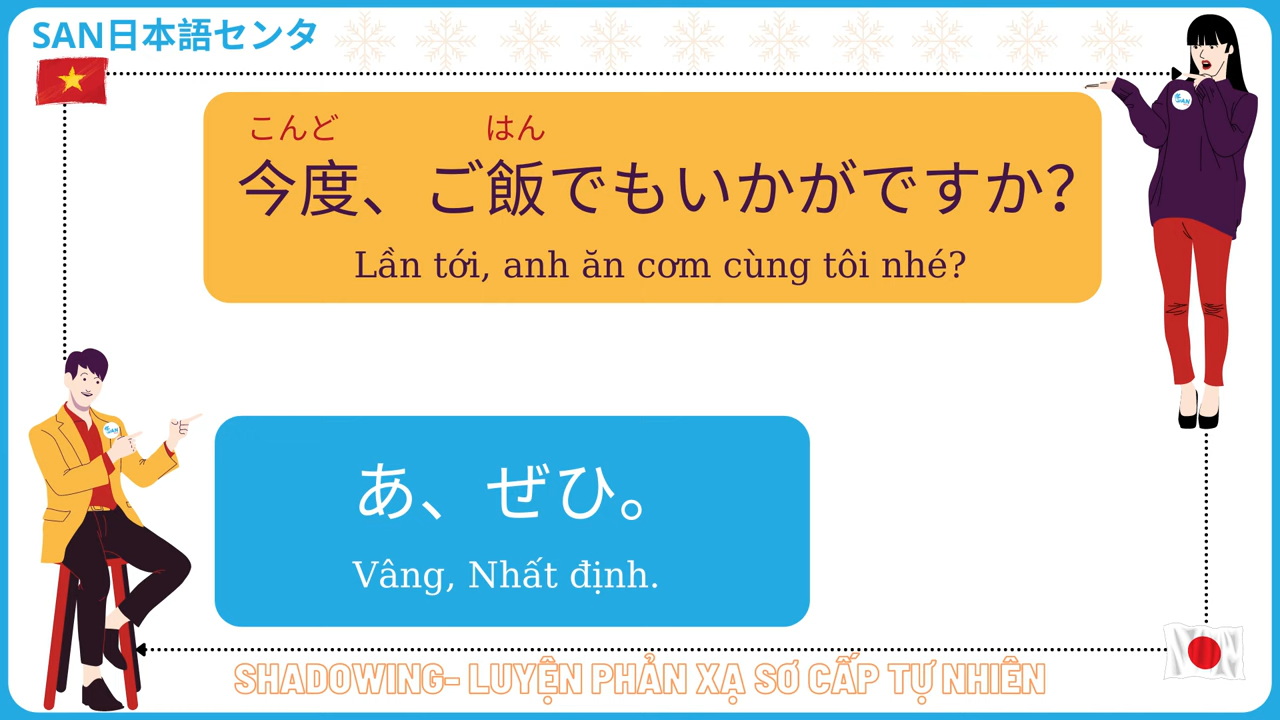 SAN日本語センタ
こんど はん
今度、ご飯でもいかがですか?
Lần tới, anh ăn cơm cùng tôi nhé?
SAN
SAN
あ、ぜひ。
Vâng, Nhất định.
SHADOWING- LUYỆN PHẢN XẠ SƠ CẤP TỰ NHIÊN